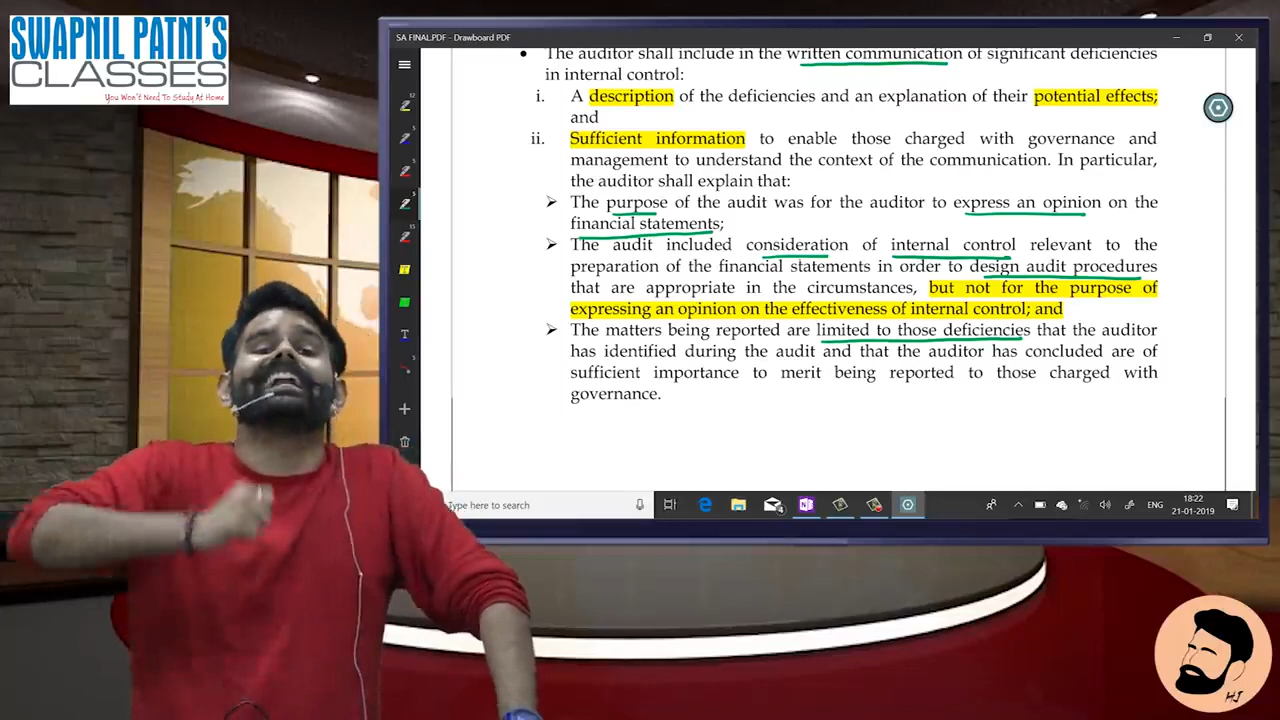 SWAPNIL PATNI'S
CLASSES
You Won't Need To Study At Home
SA FINAL.PDF - Drawboard PDF
• The auditor shall include in the written communication of significant deficiencies
in internal control:
i. A description of the deficiencies and an explanation of their potential effects;
and
ii. Sufficient information to enable those charged with governance and
management to understand the context of the communication. In particular,
the auditor shall explain that:
➢ The purpose of the audit was for the auditor to express an opinion on the
financial statements;
➢ The audit included consideration of internal control relevant to the
preparation of the financial statements in order to design audit procedures
that are appropriate in the circumstances, but not for the purpose of
expressing an opinion on the effectiveness of internal control; and
➢ The matters being reported are limited to those deficiencies that the auditor
has identified during the audit and that the auditor has concluded are of
sufficient importance to merit being reported to those charged with
governance.
Type here to search
ENG
18:22
21-01-2019
HJ